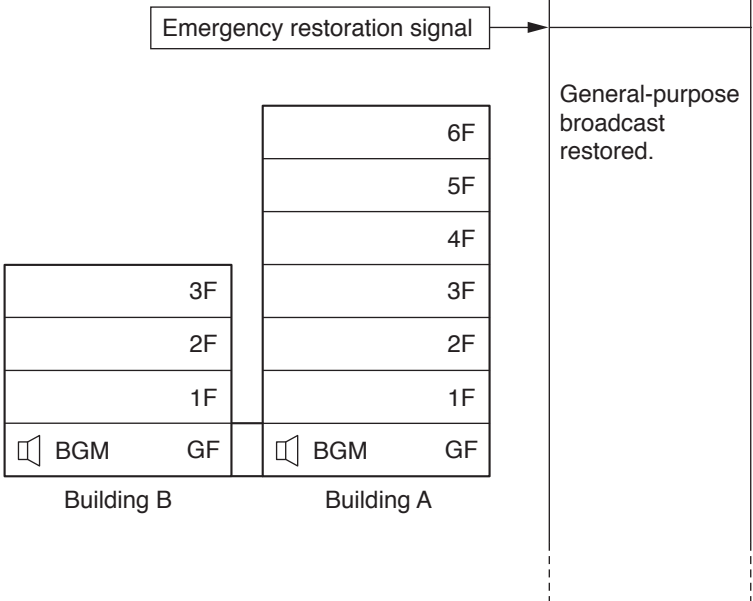 Emergency restoration signal
General-purpose
broadcast
restored.
6F
5F
4F
3F 3F
2F 2F
1F 1F
BGM GF BGM GF
Building B Building A